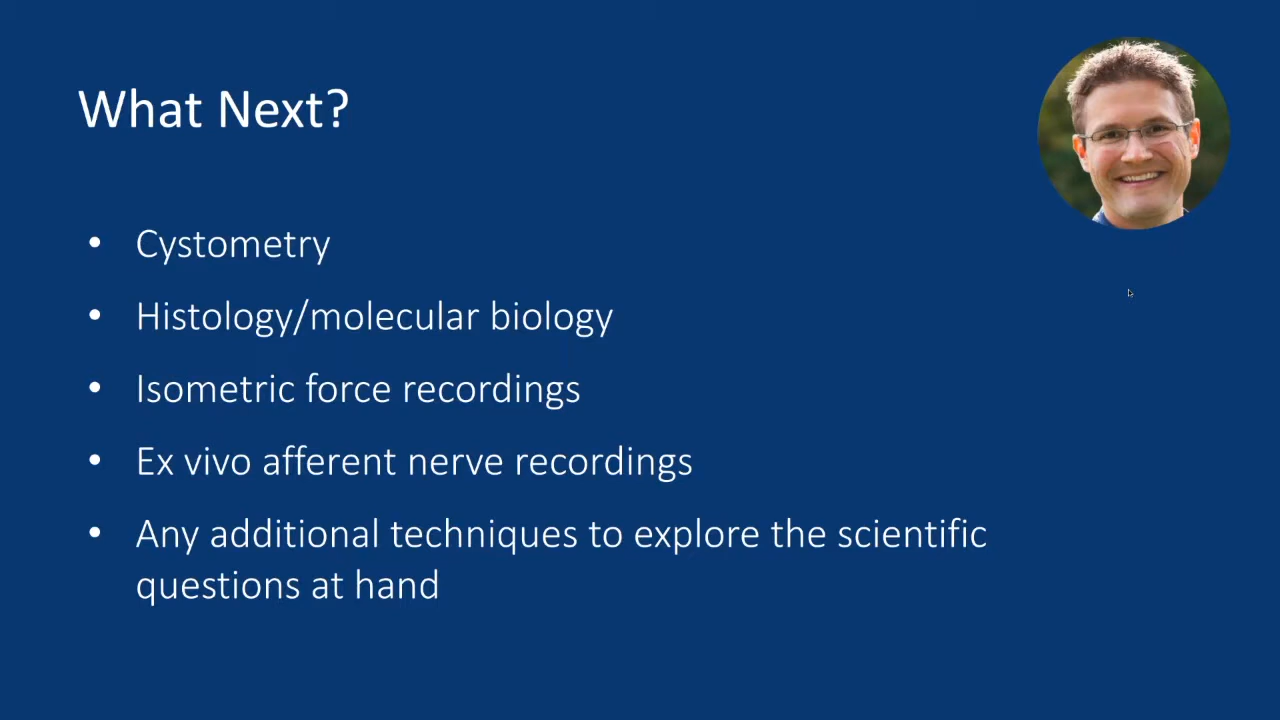 What Next?
• Cystometry
• Histology/molecular biology
• Isometric force recordings
• Ex vivo afferent nerve recordings
• Any additional techniques to explore the scientific
questions at hand